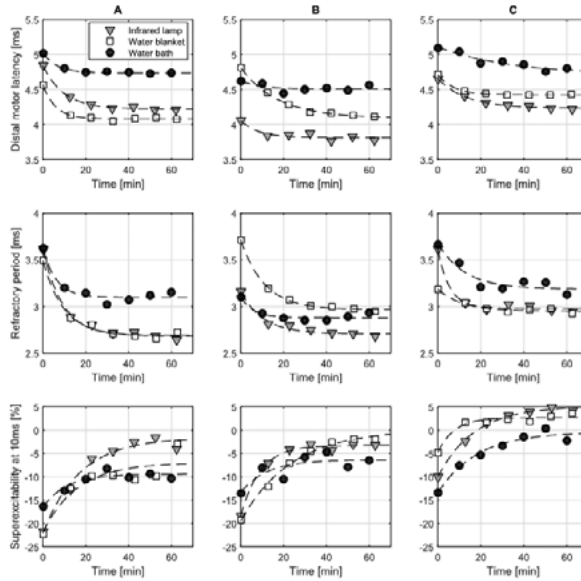 A
B
C
Infrared lamp
Water blanket
Water bath
Distal motor latency [ms]
5.5
5
4.5
4
3.5
0 20 40 60
Time [min]
5.5
5
4.5
4
3.5
0 20 40 60
Time [min]
5.5
5
4.5
4
3.5
0 20 40 60
Time [min]
Refractory period [ms]
4
3.5
3
2.5
0 20 40 60
Time [min]
4
3.5
3
2.5
0 20 40 60
Time [min]
4
3.5
3
2.5
0 20 40 60
Time [min]
Superexcitability at 10ms [%]
5
0
-5
-10
-15
-20
-25
0 20 40 60
Time [min]
5
0
-5
-10
-15
-20
-25
0 20 40 60
Time [min]
5
0
-5
-10
-15
-20
-25
0 20 40 60
Time [min]